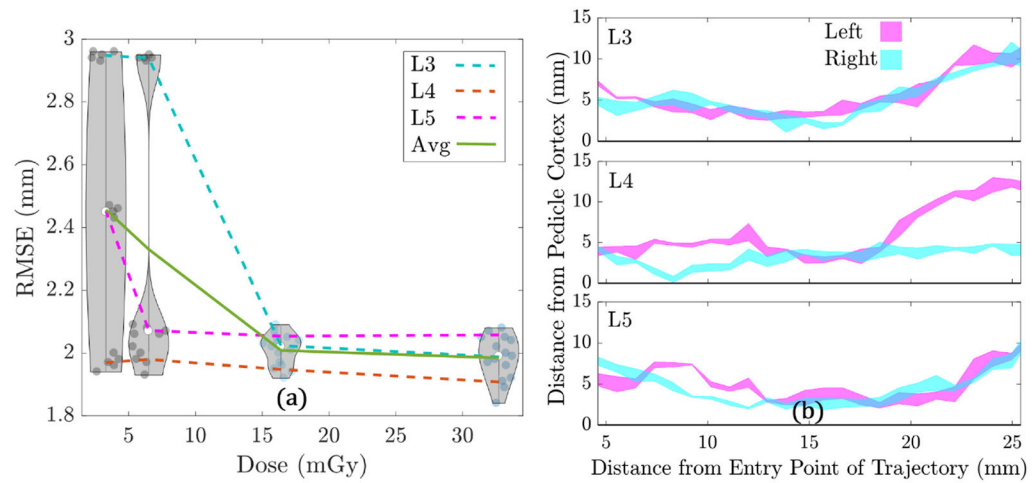 RMSE (mm)
3
2.8
2.6
2.4
2.2
2
1.8
L3
L4
L5
Avg
(a)
5 10 15 20 25 30
Dose (mGy)
Distance from Pedicle Cortex (mm)
15
10
5
0
L3
Left
Right
15
10
5
0
L4
15
10
5
0
L5
(b)
5 10 15 20 25
Distance from Entry Point of Trajectory (mm)